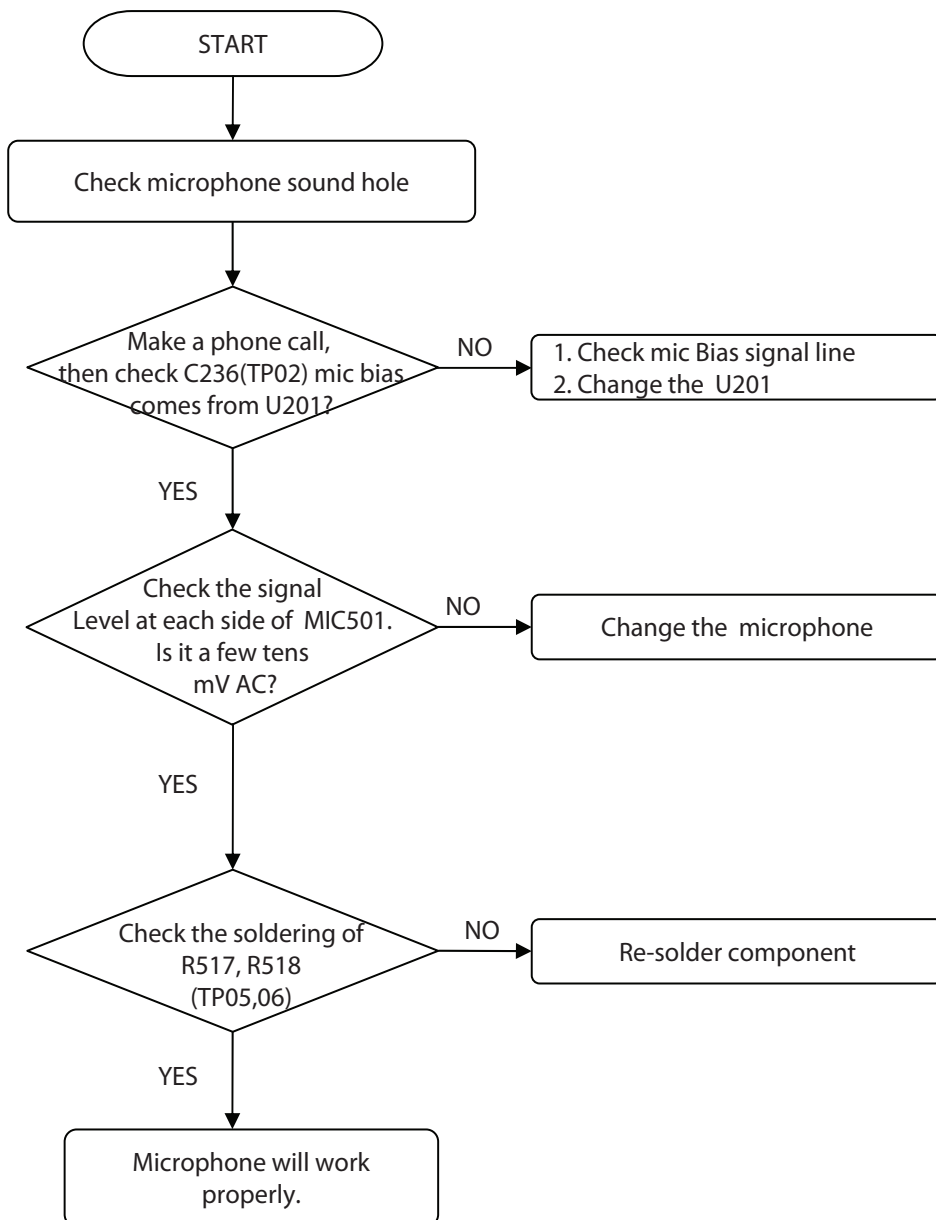 START
Check microphone sound hole
Make a phone call,
then check C236(TP02) mic bias
comes from U201?
NO
1. Check mic Bias signal line
2. Change the U201
YES
Check the signal
Level at each side of MIC501.
Is it a few tens
mV AC?
NO
Change the microphone
YES
Check the soldering of
R517, R518
(TP05,06)
NO
Re-solder component
YES
Microphone will work
properly.